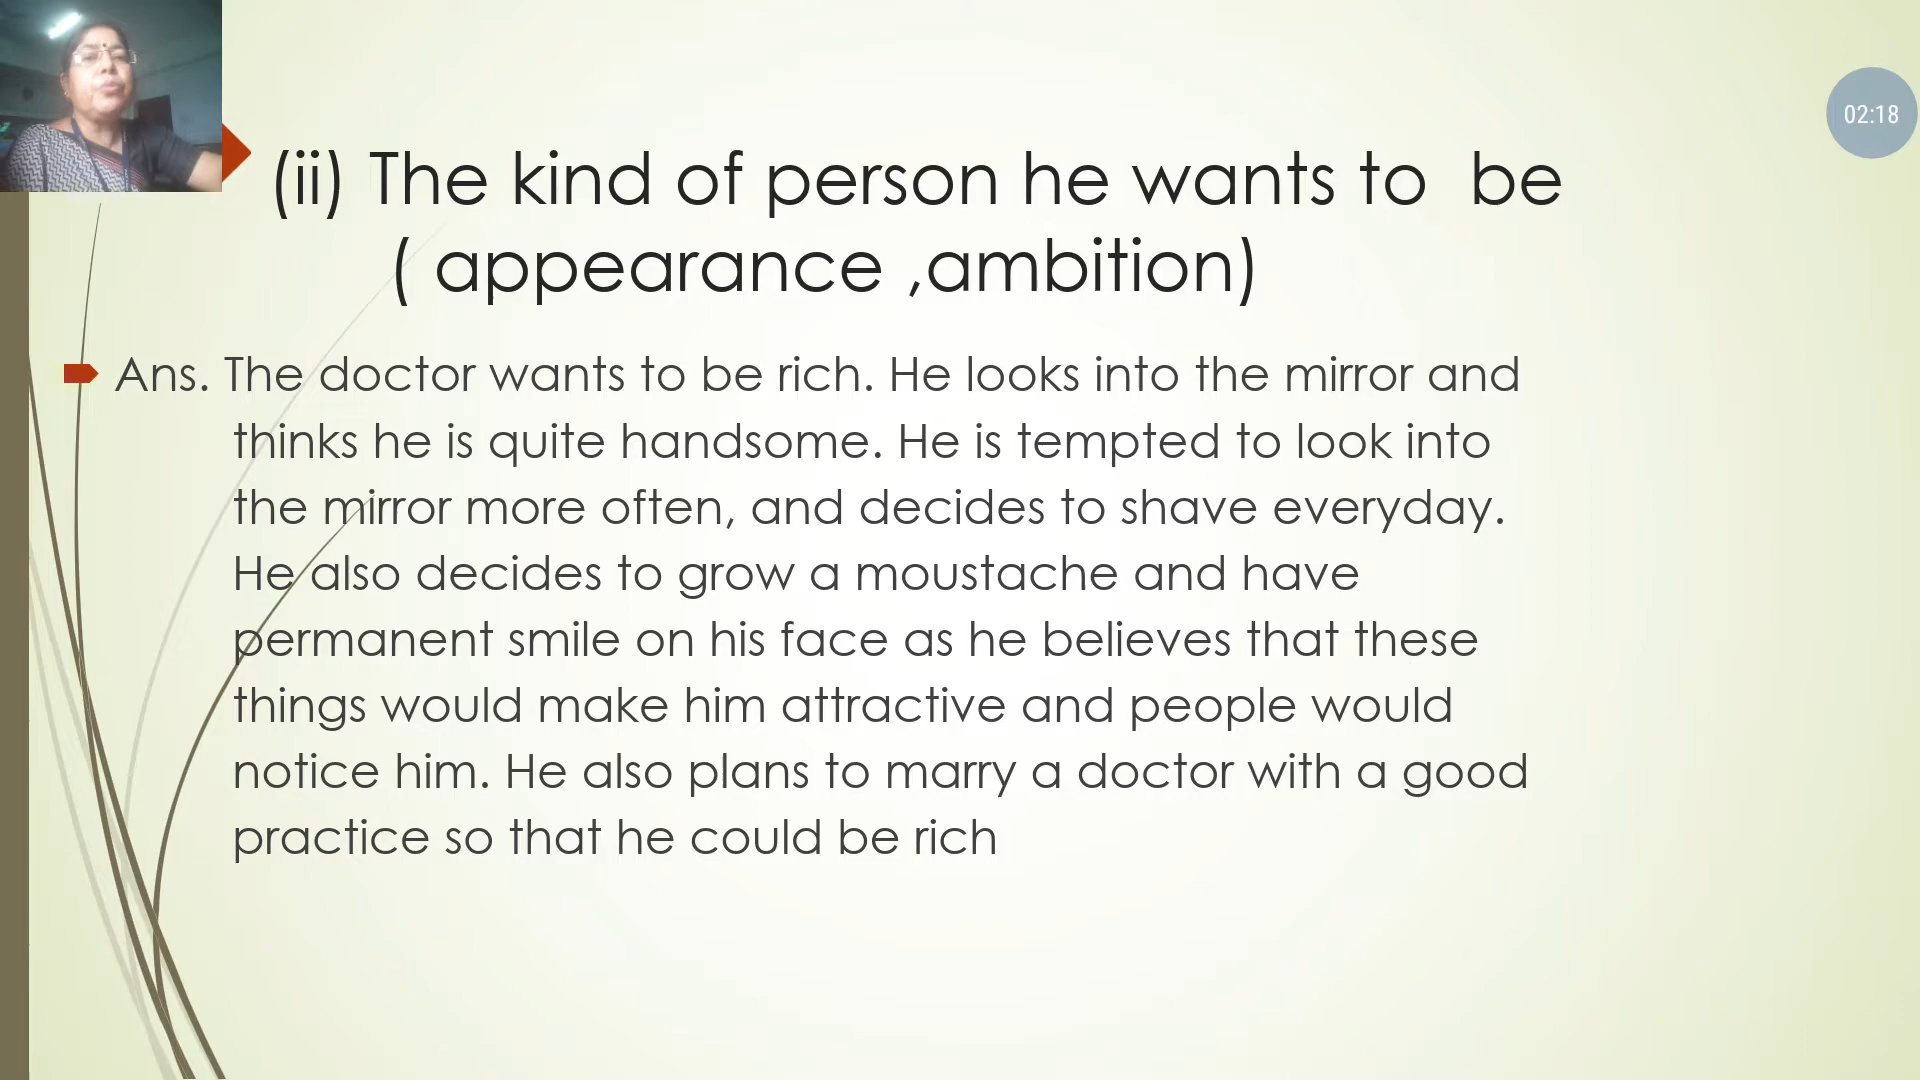 02:18
(ii) The kind of person he wants to be
( appearance ,ambition)
Ans. The doctor wants to be rich. He looks into the mirror and
thinks he is quite handsome. He is tempted to look into
the mirror more often, and decides to shave everyday.
He also decides to grow a moustache and have
permanent smile on his face as he believes that these
things would make him attractive and people would
notice him. He also plans to marry a doctor with a good
practice so that he could be rich